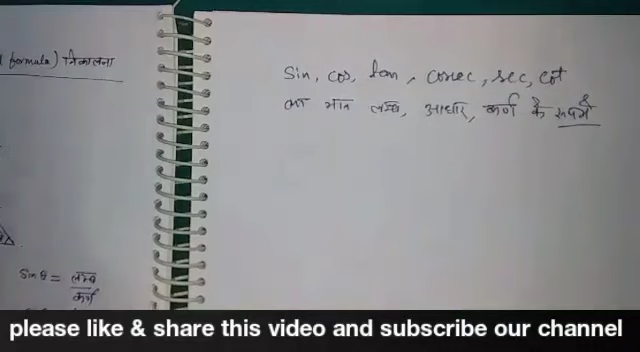 formula) निकालना
sin θ = लम्ब
कर्ण
Sin, cos, tan, cosec, sec, cot
का मान लम्ब, आधार, कर्ण के रूप में
please like & share this video and subscribe our channel